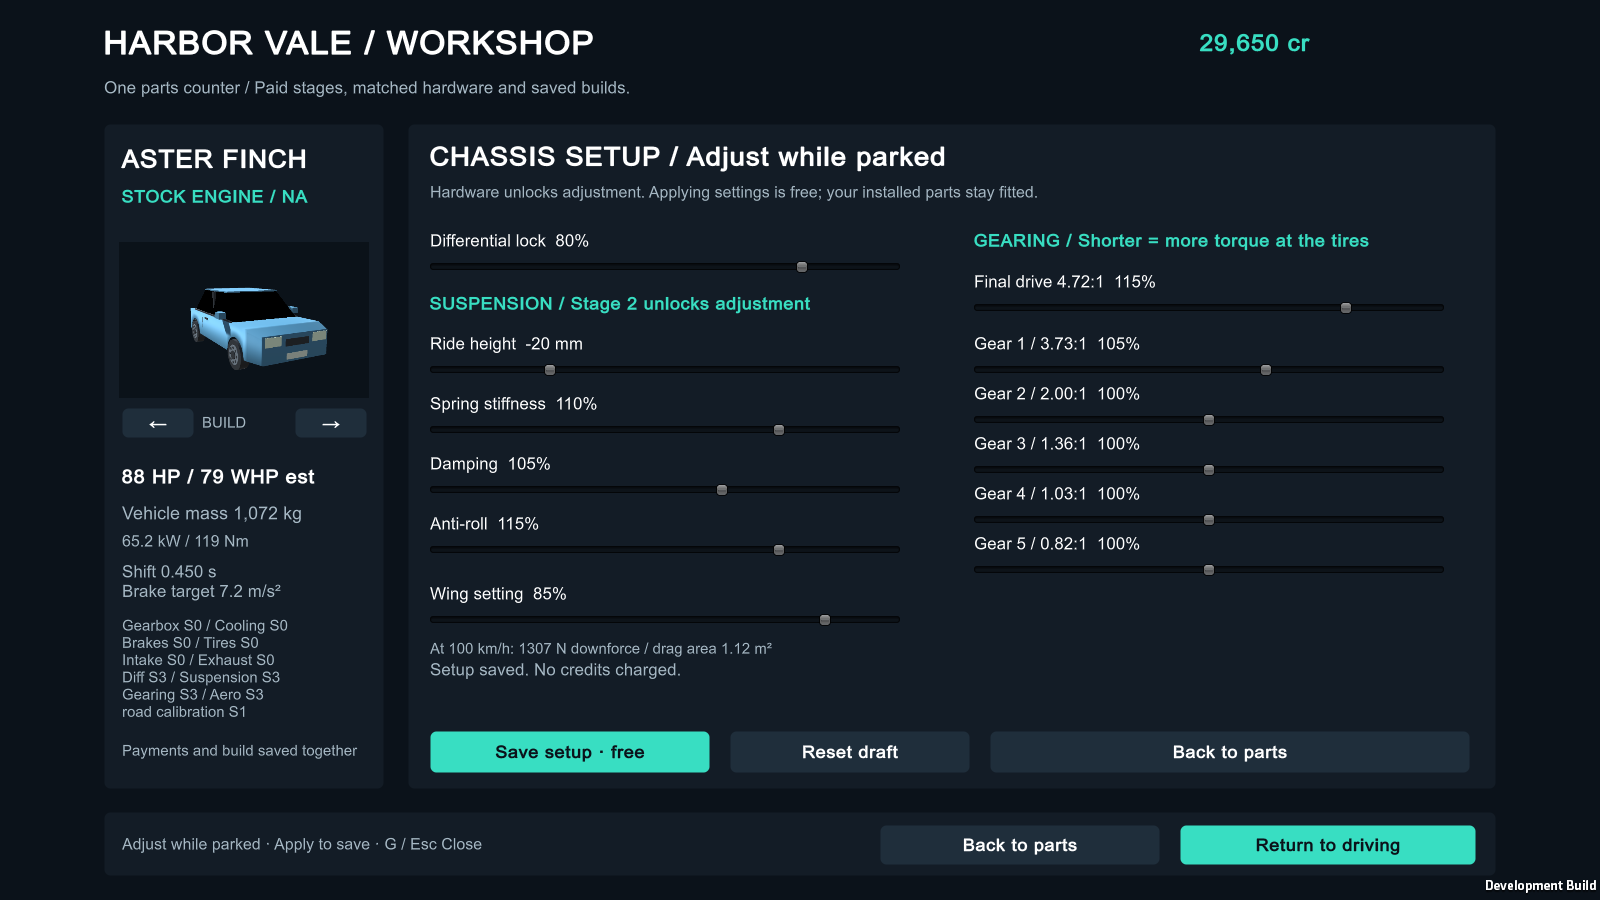 HARBOR VALE / WORKSHOP
29,650 cr
One parts counter / Paid stages, matched hardware and saved builds.
ASTER FINCH
STOCK ENGINE / NA
← BUILD →
88 HP / 79 WHP est
Vehicle mass 1,072 kg
65.2 kW / 119 Nm
Shift 0.450 s
Brake target 7.2 m/s²
Gearbox S0 / Cooling S0
Brakes S0 / Tires S0
Intake S0 / Exhaust S0
Diff S3 / Suspension S3
Gearing S3 / Aero S3
road calibration S1
Payments and build saved together
CHASSIS SETUP / Adjust while parked
Hardware unlocks adjustment. Applying settings is free; your installed parts stay fitted.
Differential lock 80%
SUSPENSION / Stage 2 unlocks adjustment
Ride height -20 mm
Spring stiffness 110%
Damping 105%
Anti-roll 115%
Wing setting 85%
At 100 km/h: 1307 N downforce / drag area 1.12 m²
Setup saved. No credits charged.
GEARING / Shorter = more torque at the tires
Final drive 4.72:1 115%
Gear 1 / 3.73:1 105%
Gear 2 / 2.00:1 100%
Gear 3 / 1.36:1 100%
Gear 4 / 1.03:1 100%
Gear 5 / 0.82:1 100%
Save setup · free
Reset draft
Back to parts
Adjust while parked · Apply to save · G / Esc Close
Back to parts
Return to driving
Development Build